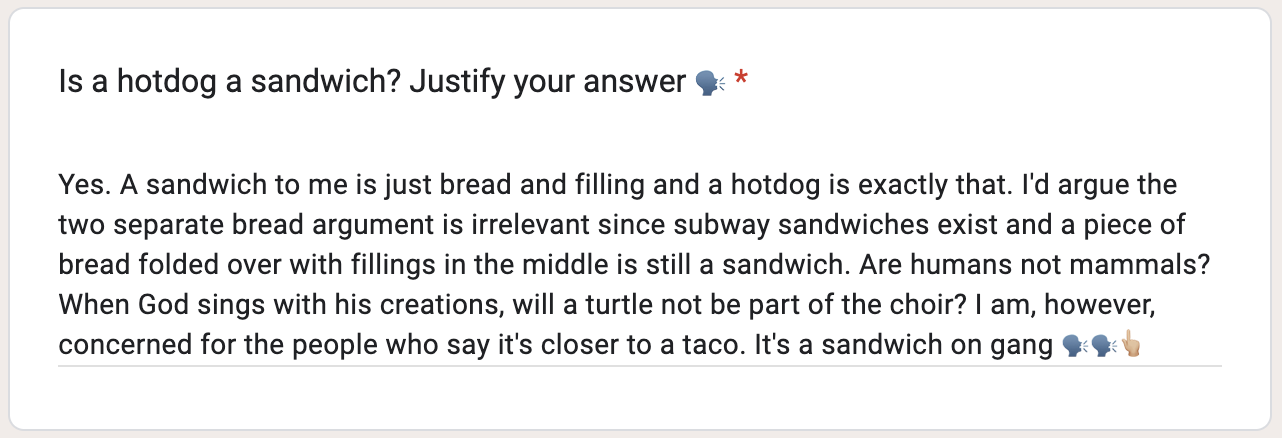 Is a hotdog a sandwich? Justify your answer 🗣️ *
Yes. A sandwich to me is just bread and filling and a hotdog is exactly that. I'd argue the
two separate bread argument is irrelevant since subway sandwiches exist and a piece of
bread folded over with fillings in the middle is still a sandwich. Are humans not mammals?
When God sings with his creations, will a turtle not be part of the choir? I am, however,
concerned for the people who say it's closer to a taco. It's a sandwich on gang 🗣️🗣️👆🏼